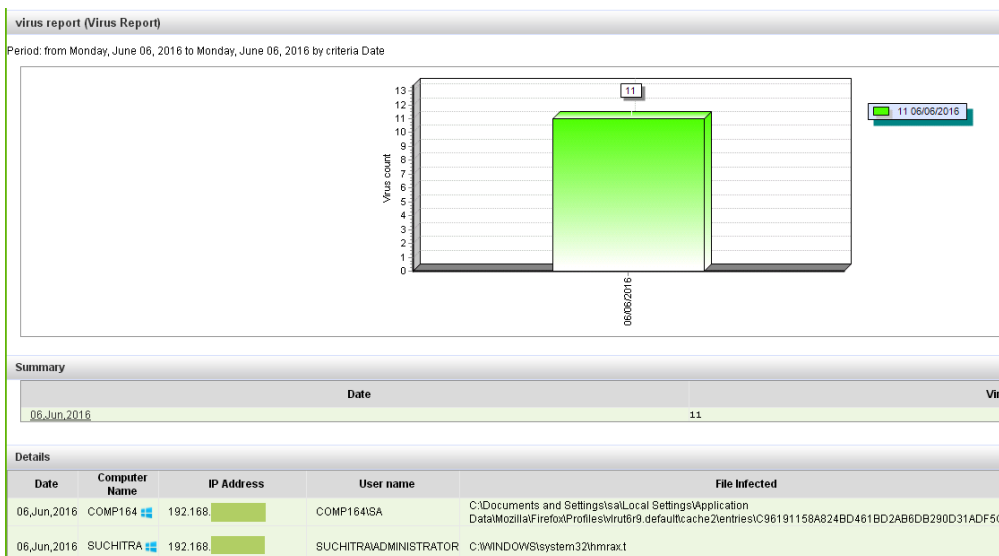 virus report (Virus Report)
Period: from Monday, June 06, 2016 to Monday, June 06, 2016 by criteria Date
13
12
11
10
9
8
7
6
5
4
3
2
1
0
Virus count
11
06/06/2016
11 06/06/2016
Summary
Date Vir
06,Jun,2016 11
Details
Date Computer Name IP Address User name File Infected
06,Jun,2016 COMP164 192.168. COMP164\SA C:\Documents and Settings\sa\Local Settings\Application
Data\Mozilla\Firefox\Profiles\vlrut6r9.default\cache2\entries\C96191158A824BD461BD2AB6DB290D31ADF5C
06,Jun,2016 SUCHITRA 192.168. SUCHITRA\ADMINISTRATOR C:\WINDOWS\system32\hmrax.t